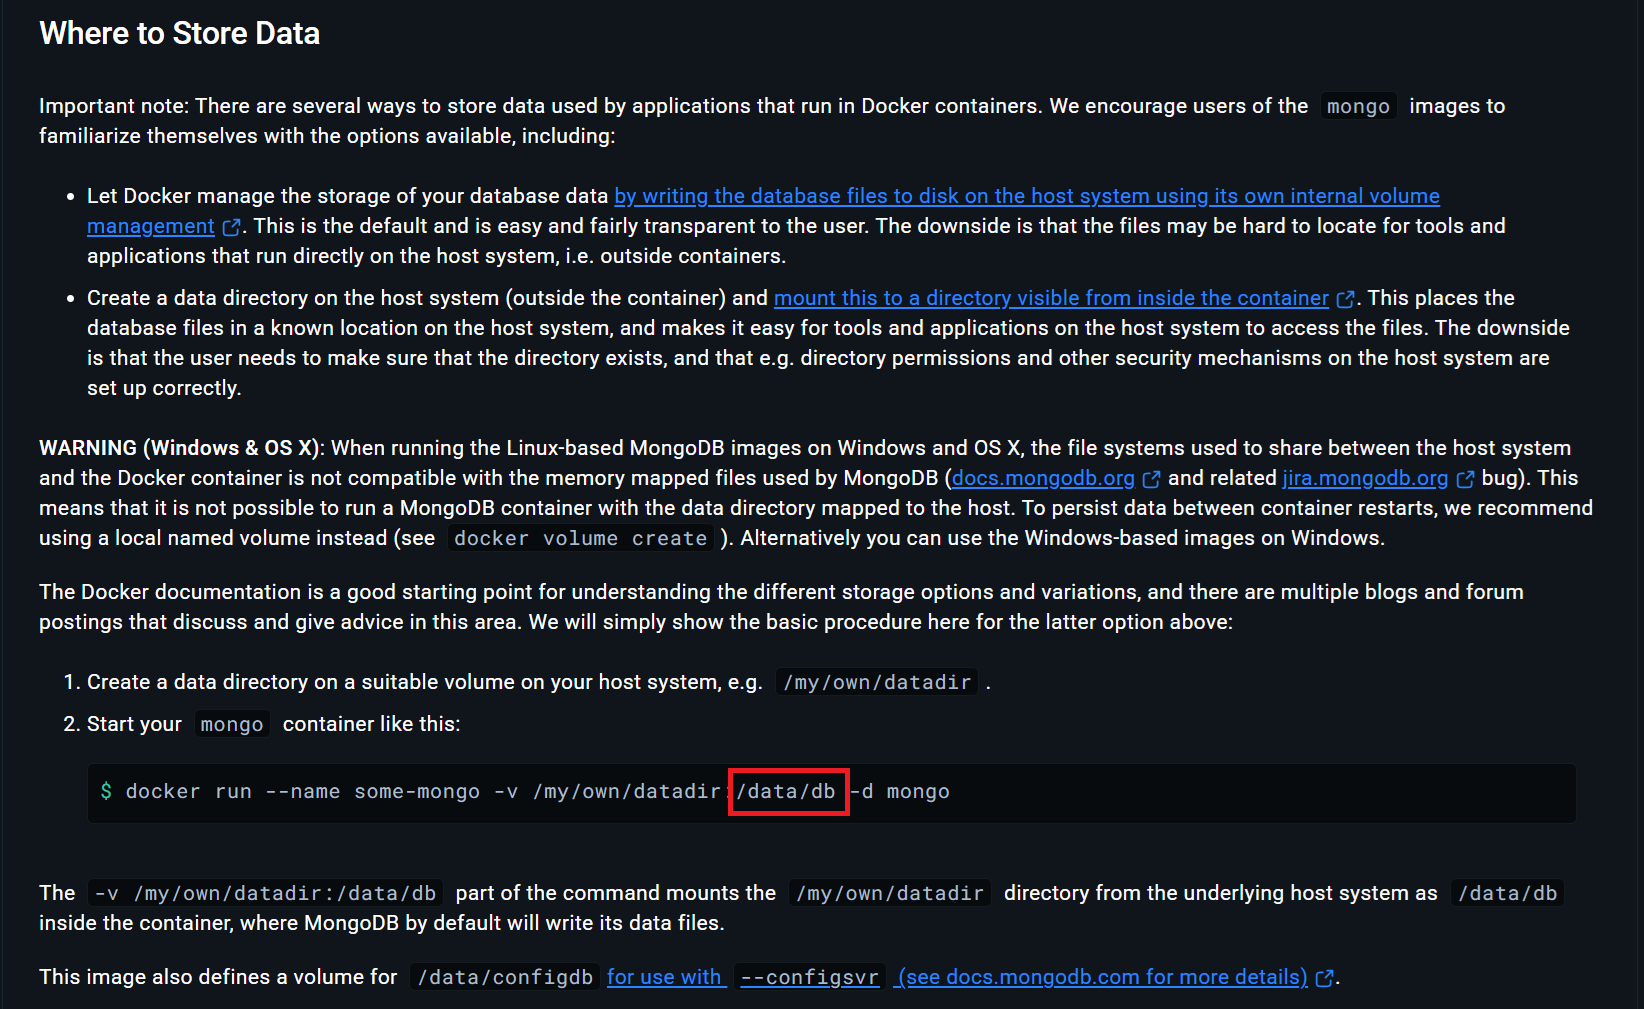 Where to Store Data
Important note: There are several ways to store data used by applications that run in Docker containers. We encourage users of the mongo images to
familiarize themselves with the options available, including:
• Let Docker manage the storage of your database data by writing the database files to disk on the host system using its own internal volume
management. This is the default and is easy and fairly transparent to the user. The downside is that the files may be hard to locate for tools and
applications that run directly on the host system, i.e. outside containers.
• Create a data directory on the host system (outside the container) and mount this to a directory visible from inside the container. This places the
database files in a known location on the host system, and makes it easy for tools and applications on the host system to access the files. The downside
is that the user needs to make sure that the directory exists, and that e.g. directory permissions and other security mechanisms on the host system are
set up correctly.
WARNING (Windows & OS X): When running the Linux-based MongoDB images on Windows and OS X, the file systems used to share between the host system
and the Docker container is not compatible with the memory mapped files used by MongoDB (docs.mongodb.org and related jira.mongodb.org bug). This
means that it is not possible to run a MongoDB container with the data directory mapped to the host. To persist data between container restarts, we recommend
using a local named volume instead (see docker volume create ). Alternatively you can use the Windows-based images on Windows.
The Docker documentation is a good starting point for understanding the different storage options and variations, and there are multiple blogs and forum
postings that discuss and give advice in this area. We will simply show the basic procedure here for the latter option above:
1. Create a data directory on a suitable volume on your host system, e.g. /my/own/datadir .
2. Start your mongo container like this:
$ docker run --name some-mongo -v /my/own/datadir:/data/db -d mongo
The -v /my/own/datadir:/data/db part of the command mounts the /my/own/datadir directory from the underlying host system as /data/db
inside the container, where MongoDB by default will write its data files.
This image also defines a volume for /data/configdb for use with --configsvr (see docs.mongodb.com for more details).